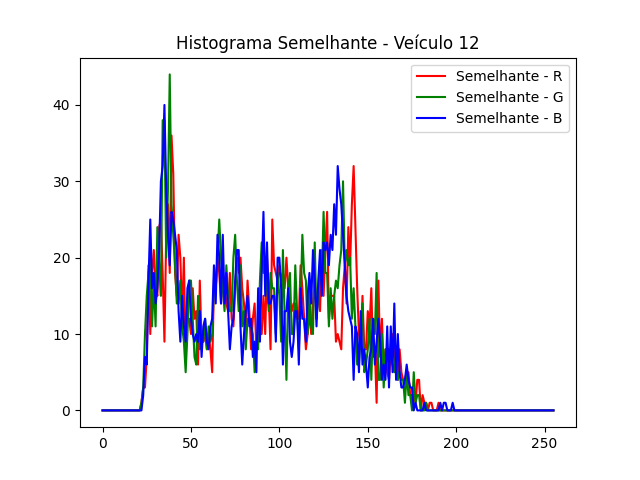 Histograma Semelhante - Veículo 12
Semelhante - R
Semelhante - G
Semelhante - B
40
30
20
10
0
0 50 100 150 200 250